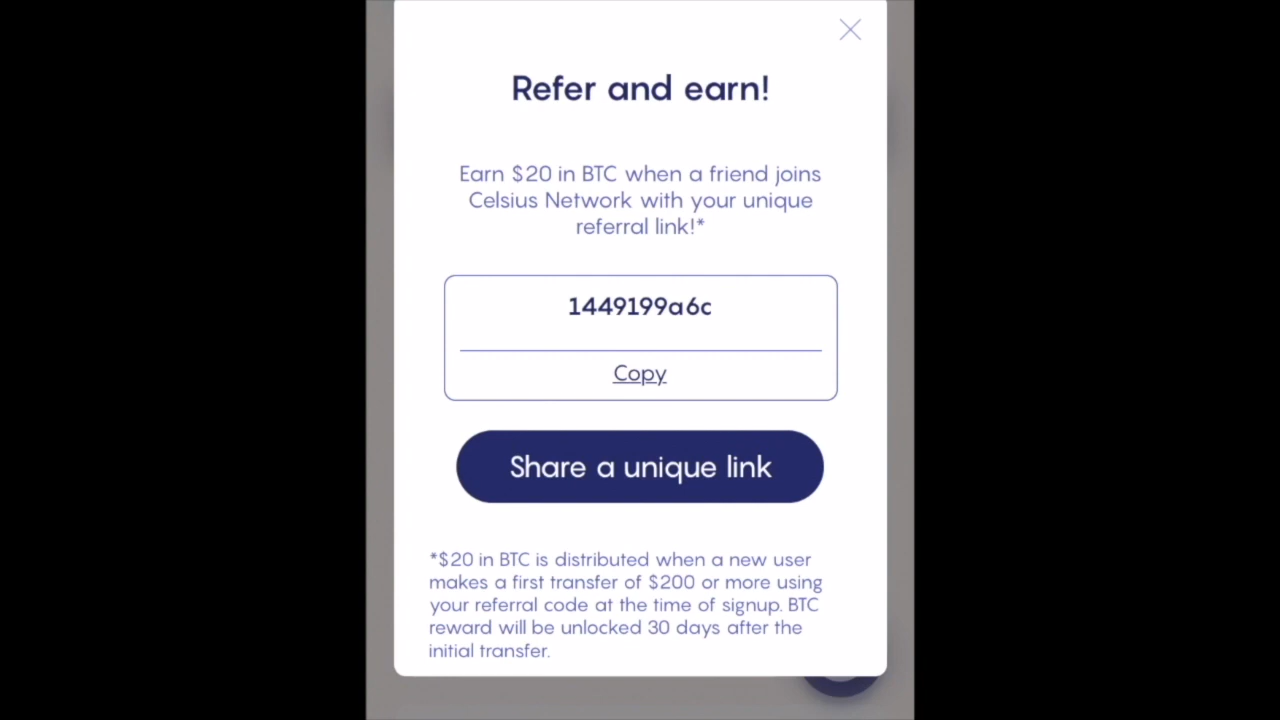 Refer and earn!
Earn $20 in BTC when a friend joins
Celsius Network with your unique
referral link!*
1449199a6c
Copy
Share a unique link
*$20 in BTC is distributed when a new user
makes a first transfer of $200 or more using
your referral code at the time of signup. BTC
reward will be unlocked 30 days after the
initial transfer.